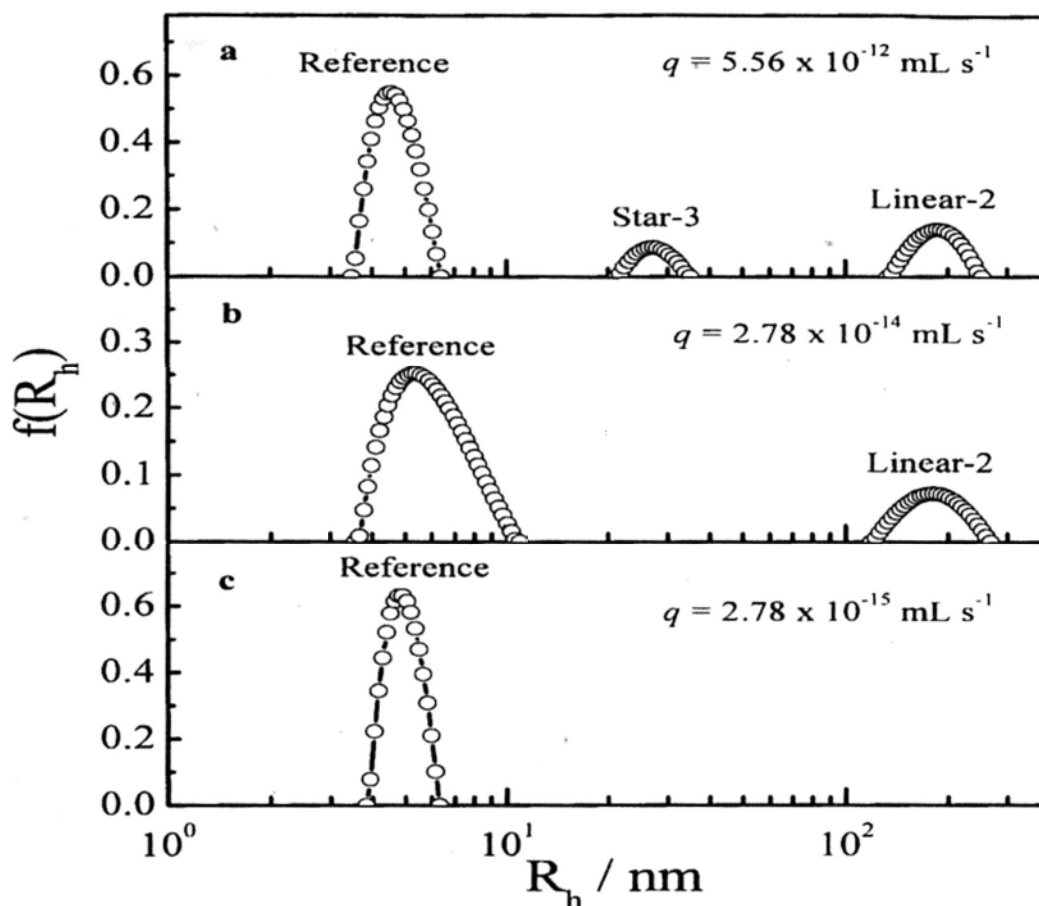 a
Reference
q = 5.56 x 10⁻¹² mL s⁻¹
Star-3
Linear-2
0.6
0.4
0.2
0.0
b
Reference
q = 2.78 x 10⁻¹⁴ mL s⁻¹
Linear-2
0.3
0.2
0.1
0.0
c
Reference
q = 2.78 x 10⁻¹⁵ mL s⁻¹
0.6
0.4
0.2
0.0
f(Rₕ)
10⁰
10¹
10²
Rₕ / nm